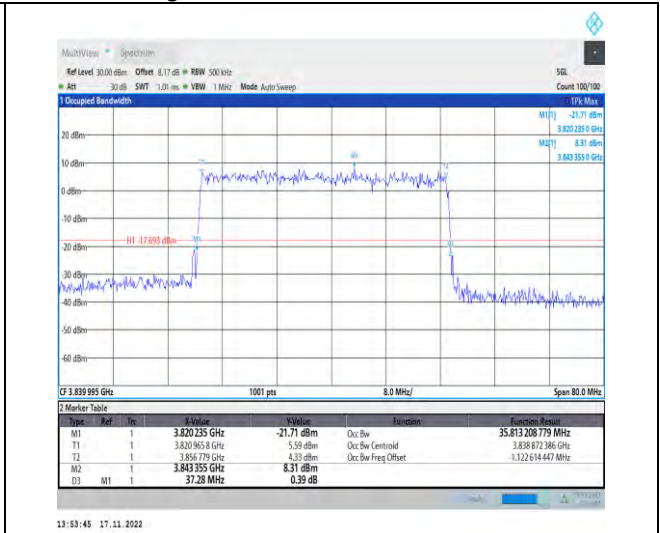 MultiView Spectrum
Ref Level 30.00 dBm Offset 8.17 dB RBW 500 kHz SGL
Att 30 dB SWT 1.01 ms VBW 1 MHz Mode Auto Sweep Count 100/100
1 Occupied Bandwidth 1Pk Max
M1[1] -21.71 dBm
3.820 235 0 GHz
20 dBm M2[1] 8.31 dBm
3.843 355 0 GHz
10 dBm
0 dBm
-10 dBm
H1 -17.693 dBm
-20 dBm
-30 dBm
-40 dBm
-50 dBm
-60 dBm
CF 3.839 995 GHz 1001 pts 8.0 MHz/ Span 80.0 MHz
2 Marker Table
Type Ref Trc X-Value Y-Value Function Function Result
M1 1 3.820 235 GHz -21.71 dBm Occ Bw 35.813 208 779 MHz
T1 1 3.820 965 8 GHz 5.59 dBm Occ Bw Centroid 3.838 872 386 GHz
T2 1 3.856 779 GHz 4.33 dBm Occ Bw Freq Offset -1.122 614 447 MHz
M2 1 3.843 355 GHz 8.31 dBm
D3 M1 1 37.28 MHz 0.39 dB
13:53:45 17.11.2022